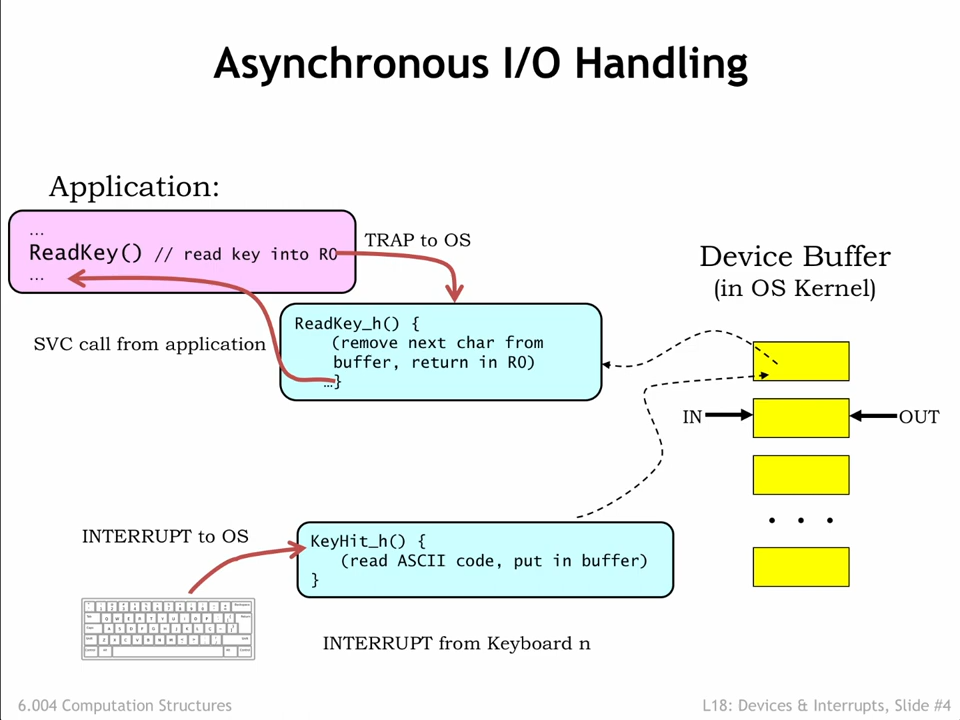 Asynchronous I/O Handling
Application:
...
ReadKey() // read key into R0
...
TRAP to OS
SVC call from application
ReadKey_h() {
(remove next char from
buffer, return in R0)
...}
Device Buffer
(in OS Kernel)
IN
OUT
. . .
INTERRUPT to OS
KeyHit_h() {
(read ASCII code, put in buffer)
}
INTERRUPT from Keyboard n
6.004 Computation Structures
L18: Devices & Interrupts, Slide #4